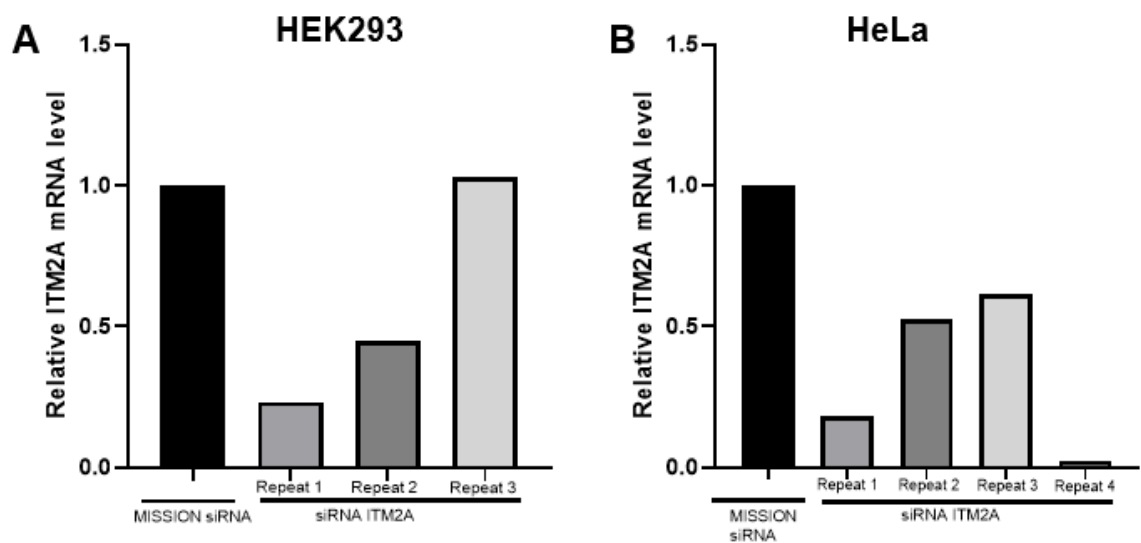 A
HEK293
Relative ITM2A mRNA level
1.5
1.0
0.5
0.0
Repeat 1
Repeat 2
Repeat 3
MISSION siRNA
siRNA ITM2A
B
HeLa
Relative ITM2A mRNA level
1.5
1.0
0.5
0.0
Repeat 1
Repeat 2
Repeat 3
Repeat 4
MISSION
siRNA
siRNA ITM2A